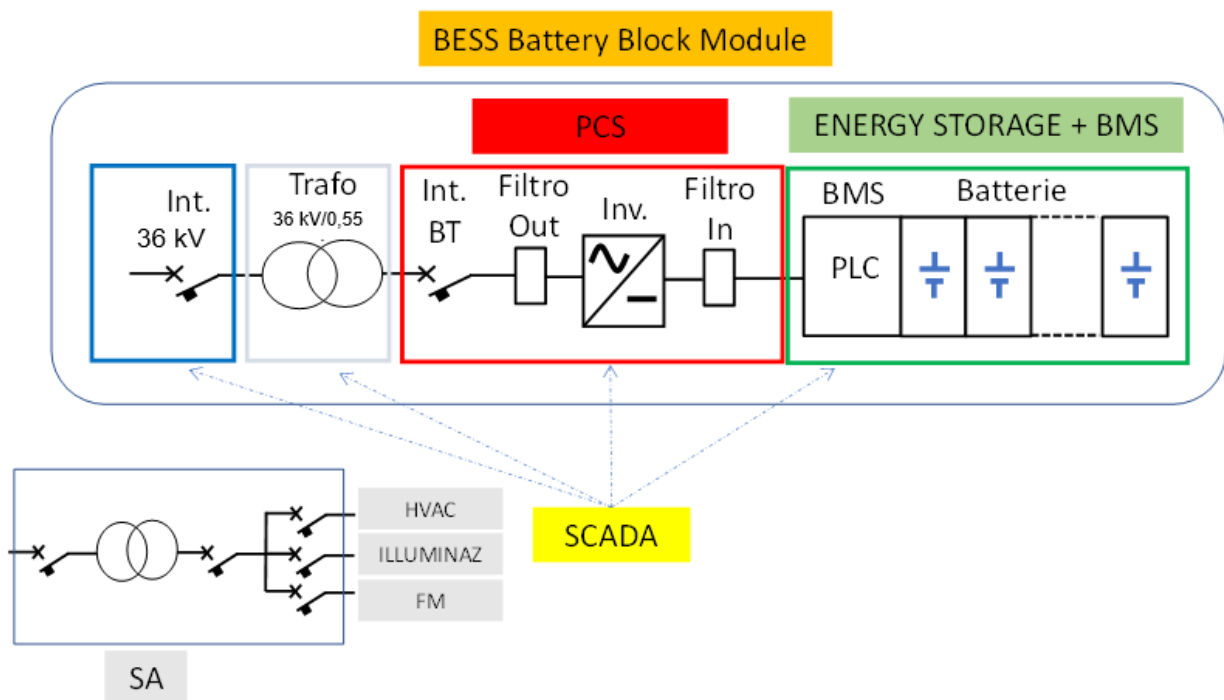 BESS Battery Block Module
PCS
ENERGY STORAGE + BMS
Int.
36 kV
Trafo
36 kV/0,55
Int.
BT
Filtro
Out
Inv.
Filtro
In
BMS
Batterie
PLC
HVAC
ILLUMINAZ
FM
SCADA
SA